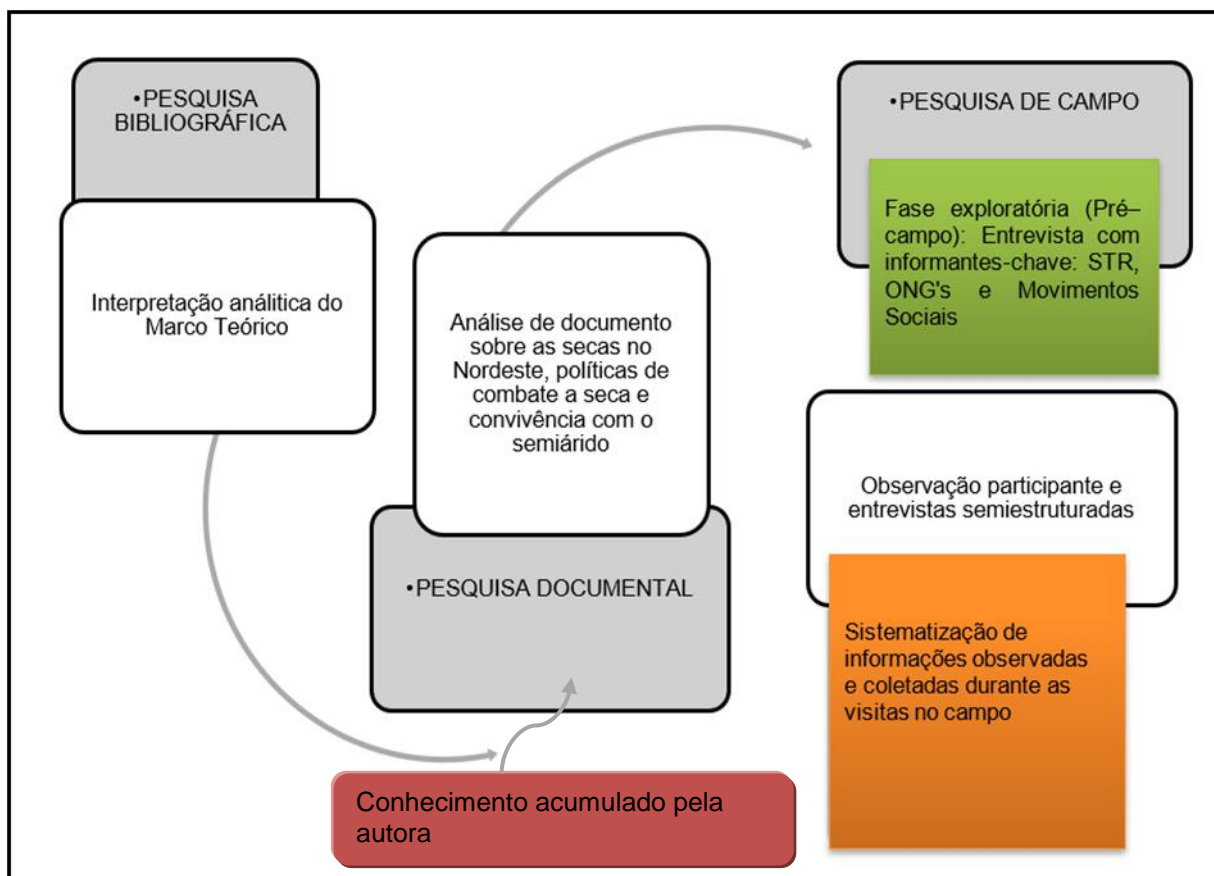 •PESQUISA
BIBLIOGRÁFICA
Interpretação análitica do
Marco Teórico
Análise de documento
sobre as secas no
Nordeste, políticas de
combate a seca e
convivência com o
semiárido
•PESQUISA DOCUMENTAL
Conhecimento acumulado pela
autora
•PESQUISA DE CAMPO
Fase exploratória (Pré–
campo): Entrevista com
informantes-chave: STR,
ONG's e Movimentos
Sociais
Observação participante e
entrevistas semiestruturadas
Sistematização de
informações observadas
e coletadas durante as
visitas no campo